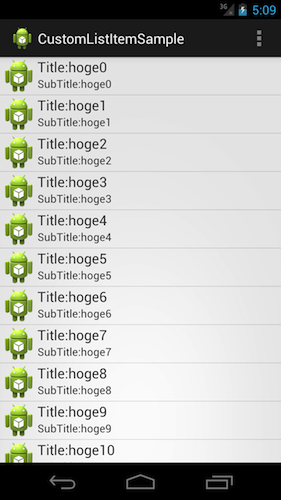 3G 5:09
CustomListItemSample
Title:hoge0
SubTitle:hoge0
Title:hoge1
SubTitle:hoge1
Title:hoge2
SubTitle:hoge2
Title:hoge3
SubTitle:hoge3
Title:hoge4
SubTitle:hoge4
Title:hoge5
SubTitle:hoge5
Title:hoge6
SubTitle:hoge6
Title:hoge7
SubTitle:hoge7
Title:hoge8
SubTitle:hoge8
Title:hoge9
SubTitle:hoge9
Title:hoge10